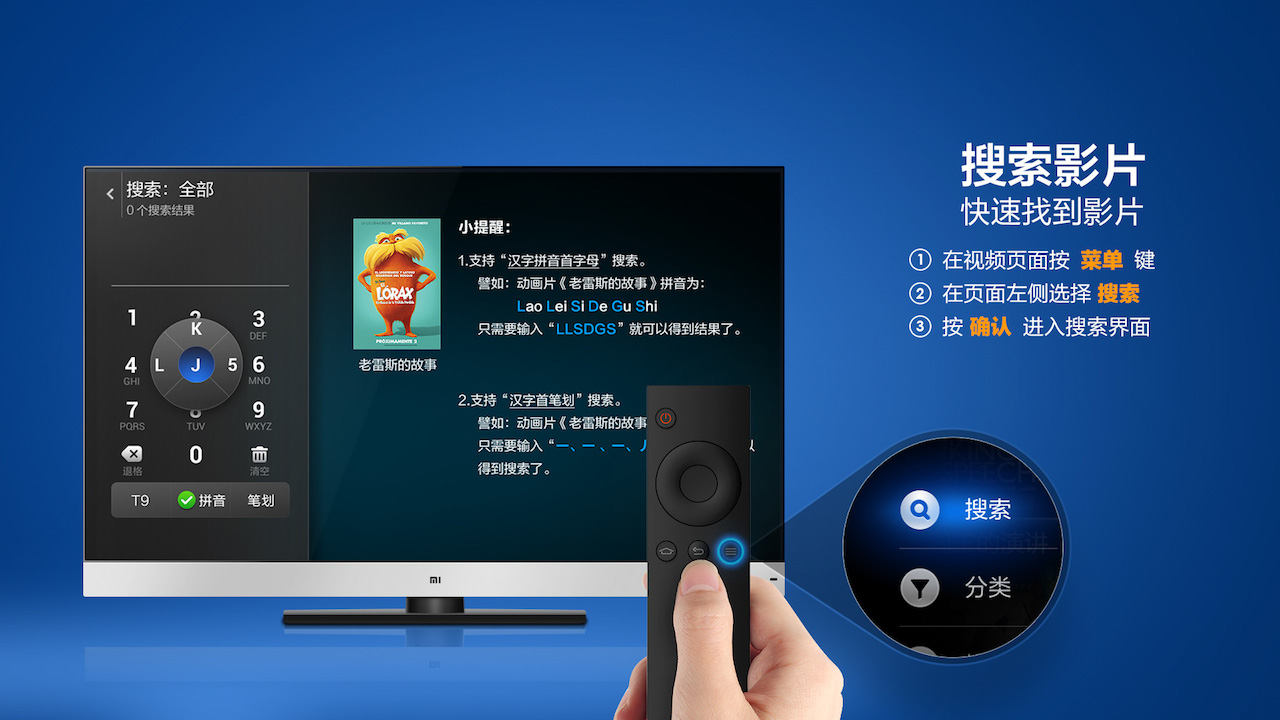 搜索影片
快速找到影片
① 在视频页面按 菜单 键
② 在页面左侧选择 搜索
③ 按 确认 进入搜索界面
搜索：全部
0个搜索结果
1
2
K
3
DEF
4
GHI
L
J
5
6
MNO
7
PQRS
8
TUV
9
WXYZ
退格
0
清空
T9
拼音
笔划
LORAX
PRÓXIMAMENTE 3
老雷斯的故事
小提醒：
1.支持“汉字拼音首字母”搜索。
譬如：动画片《老雷斯的故事》拼音为：
Lao Lei Si De Gu Shi
只需要输入“LLSDGS”就可以得到结果了。
2.支持“汉字首笔划”搜索。
譬如：动画片《老雷斯的故事
只需要输入“一、一、一、
得到搜索了。
mi
搜索
的演讲
分类